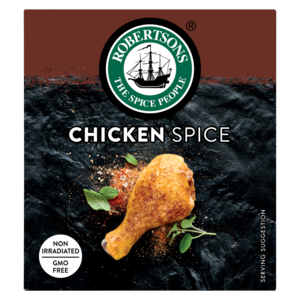 ROBERTSONS
®
THE SPICE PEOPLE
CHICKEN SPICE
NON
IRRADIATED
GMO
FREE
SERVING SUGGESTION